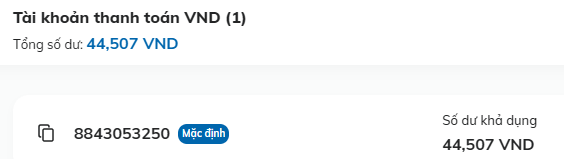 Tài khoản thanh toán VND (1)
Tổng số dư: 44,507 VND
8843053250 Mặc định
Số dư khả dụng
44,507 VND